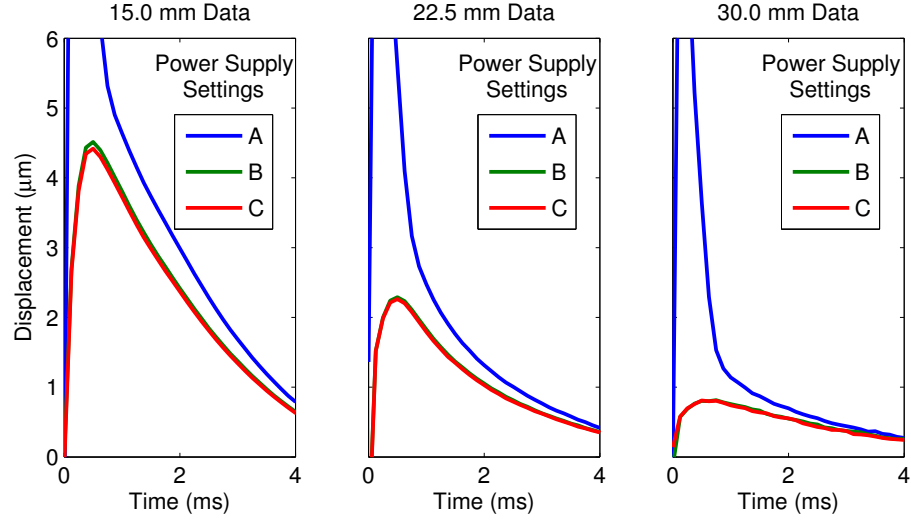 15.0 mm Data
22.5 mm Data
30.0 mm Data
Displacement (μm)
6
5
4
3
2
1
0
Power Supply
Settings
A
B
C
0
2
4
Time (ms)
Power Supply
Settings
A
B
C
0
2
4
Time (ms)
Power Supply
Settings
A
B
C
0
2
4
Time (ms)